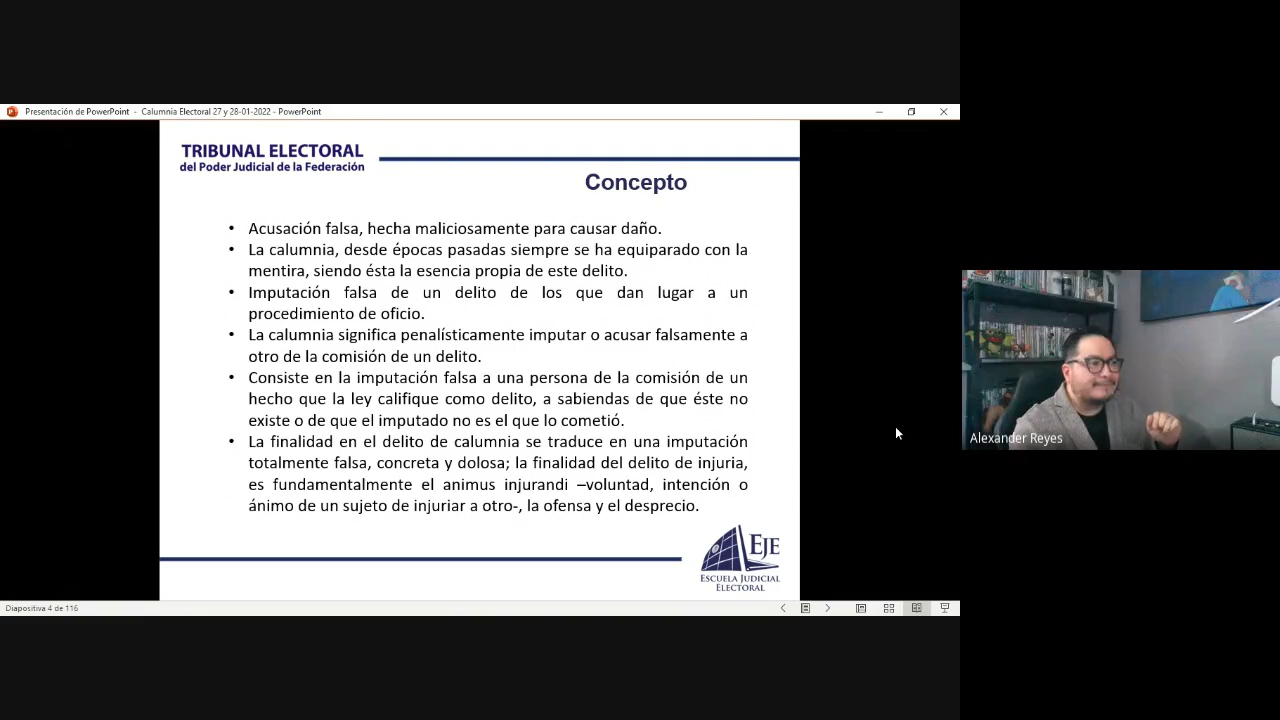 Presentación de PowerPoint - Calumnia Electoral 27 y 28-01-2022 - PowerPoint
TRIBUNAL ELECTORAL
del Poder Judicial de la Federación
Concepto
• Acusación falsa, hecha maliciosamente para causar daño.
• La calumnia, desde épocas pasadas siempre se ha equiparado con la
mentira, siendo ésta la esencia propia de este delito.
• Imputación falsa de un delito de los que dan lugar a un
procedimiento de oficio.
• La calumnia significa penalísticamente imputar o acusar falsamente a
otro de la comisión de un delito.
• Consiste en la imputación falsa a una persona de la comisión de un
hecho que la ley califique como delito, a sabiendas de que éste no
existe o de que el imputado no es el que lo cometió.
• La finalidad en el delito de calumnia se traduce en una imputación
totalmente falsa, concreta y dolosa; la finalidad del delito de injuria,
es fundamentalmente el animus injurandi –voluntad, intención o
ánimo de un sujeto de injuriar a otro-, la ofensa y el desprecio.
EJE
ESCUELA JUDICIAL
ELECTORAL
Diapositiva 4 de 116
Alexander Reyes